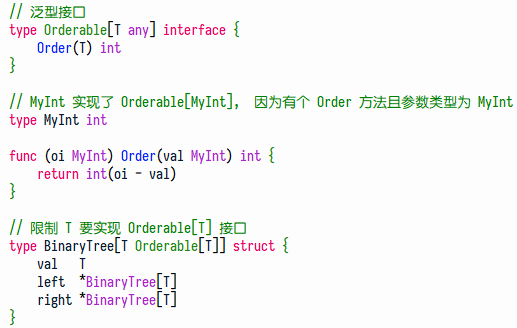 // 泛型接口
type Orderable[T any] interface {
    Order(T) int
}

// MyInt 实现了 Orderable[MyInt]， 因为有个 Order 方法且参数类型为 MyInt
type MyInt int

func (oi MyInt) Order(val MyInt) int {
    return int(oi - val)
}

// 限制 T 要实现 Orderable[T] 接口
type BinaryTree[T Orderable[T]] struct {
    val   T
    left  *BinaryTree[T]
    right *BinaryTree[T]
}